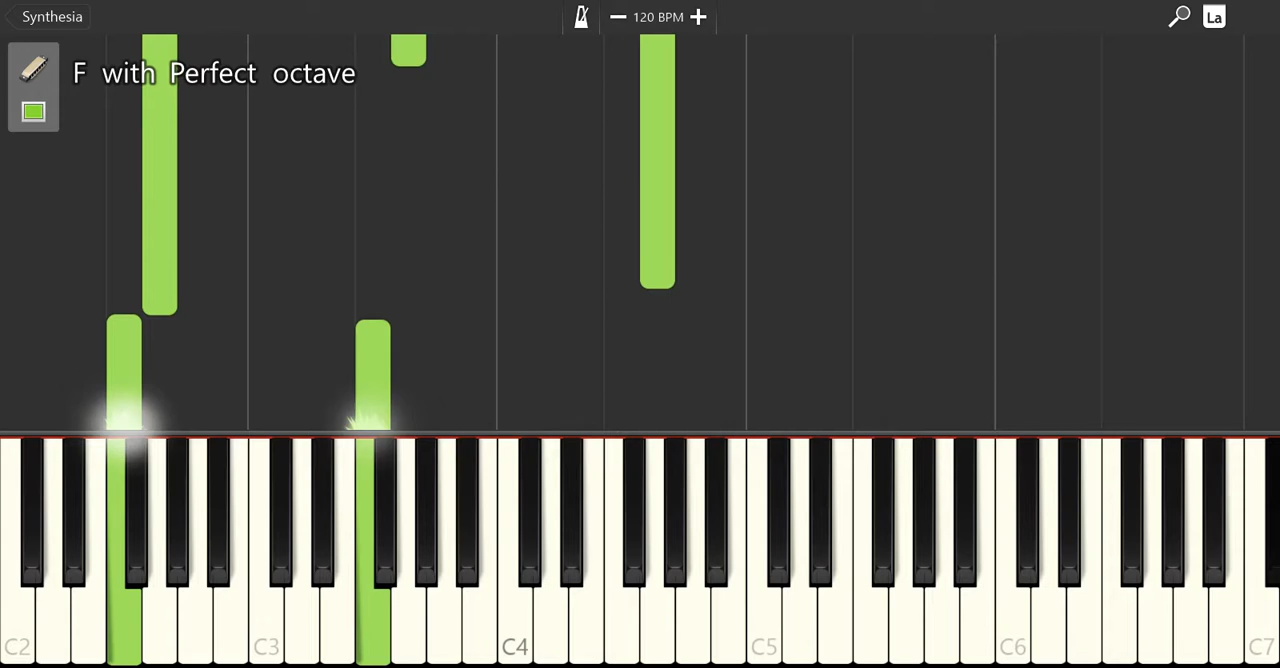 Synthesia
120 BPM
La
F with Perfect octave
C2
C3
C4
C5
C6
C7